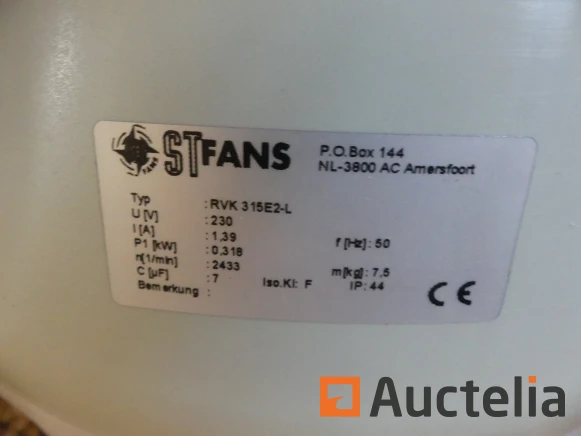 STFANS
P.O.Box 144
NL-3800 AC Amersfoort
Typ : RVK 315E2-L
U [V] : 230
I [A] : 1,39 f [Hz] : 50
P1 [kW] : 0,318
n[1/min] : 2433 m[kg] : 7,5
C [µF] : 7 Iso.Kl: F IP : 44
Bemerkung :
CE
Auctelia